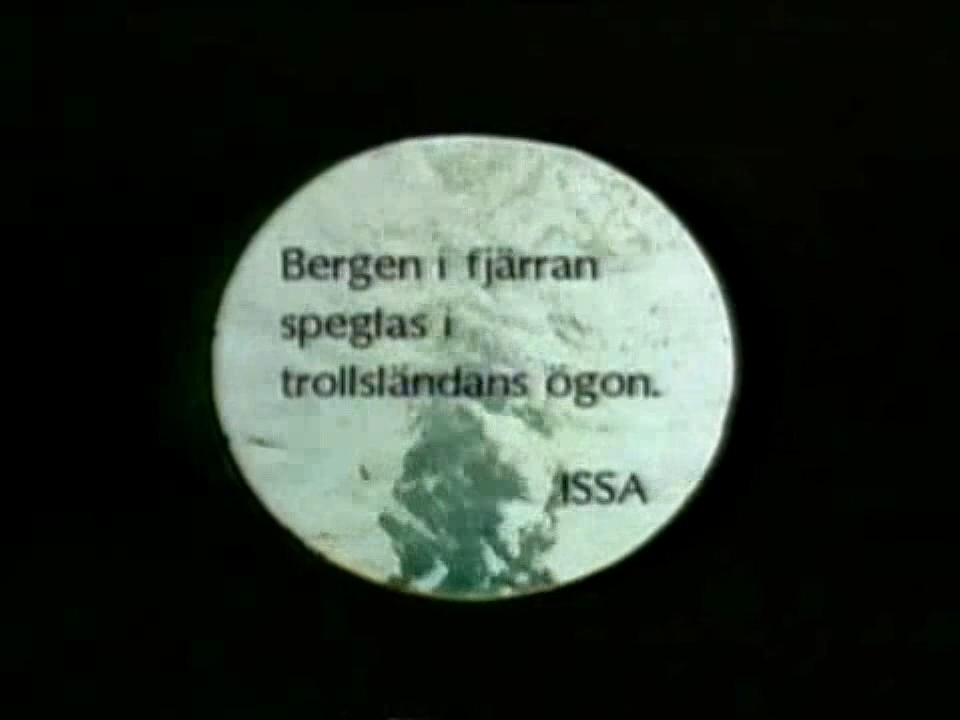 Bergen i fjärran
speglas i
trollsländans ögon.
ISSA